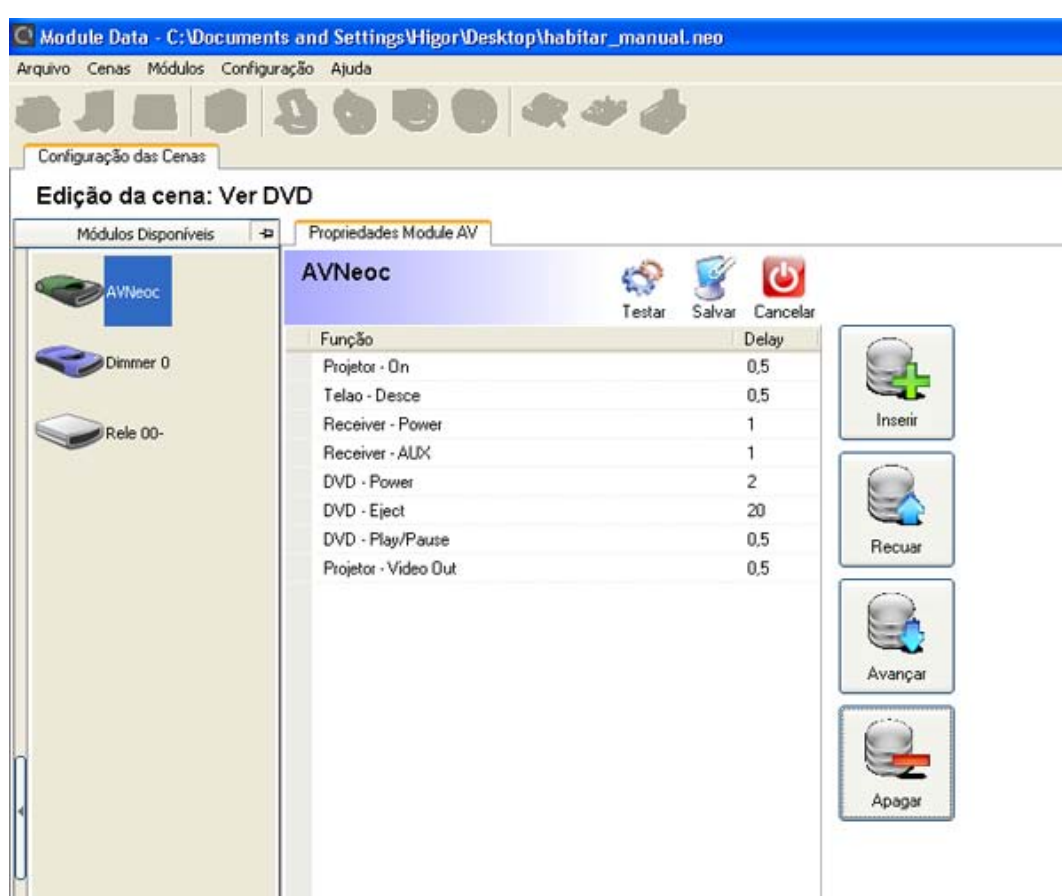 Module Data - C:\Documents and Settings\Higor\Desktop\habitar_manual.neo
Arquivo Cenas Módulos Configuração Ajuda
Configuração das Cenas
Edição da cena: Ver DVD
Módulos Disponíveis
Propriedades Module AV
AVNeoc
Dimmer 0
Rele 00-
AVNeoc
Testar Salvar Cancelar
Função Delay
Projetor - On 0,5
Telao - Desce 0,5
Receiver - Power 1
Receiver - AUX 1
DVD - Power 2
DVD - Eject 20
DVD - Play/Pause 0,5
Projetor - Video Out 0,5
Inserir
Recuar
Avançar
Apagar